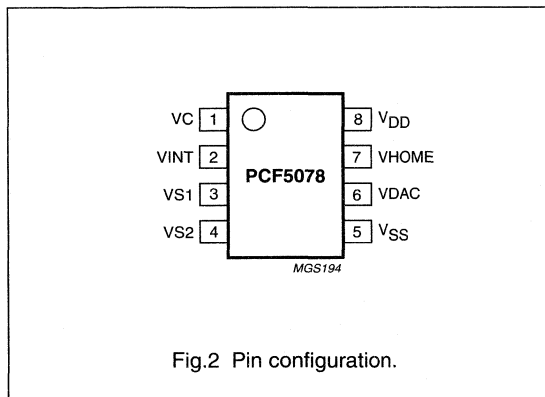 VC 1 8 VDD
VINT 2 7 VHOME
PCF5078
VS1 3 6 VDAC
VS2 4 5 VSS
MGS194
Fig.2 Pin configuration.